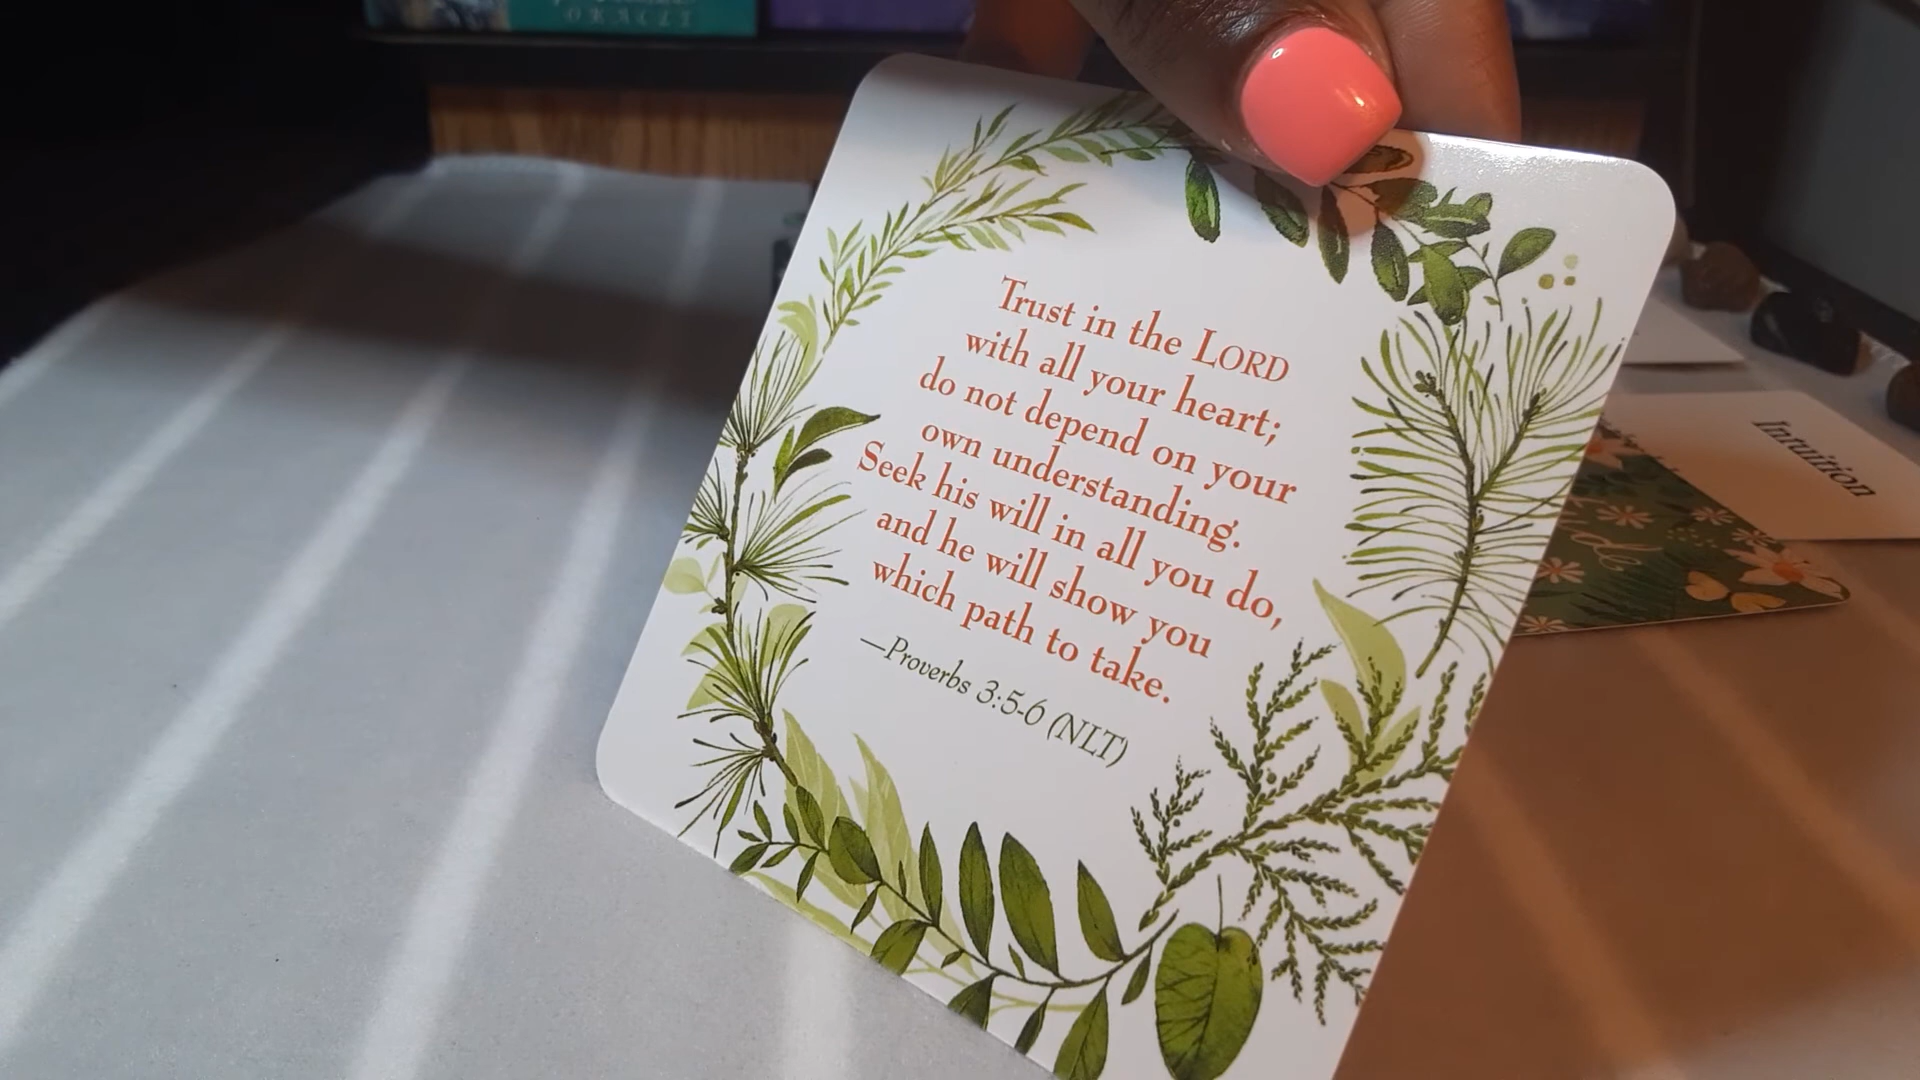 ORACLE
Trust in the LORD
with all your heart;
do not depend on your
own understanding.
Seek his will in all you do,
and he will show you
which path to take.
—Proverbs 3:5-6 (NLT)
Intuition